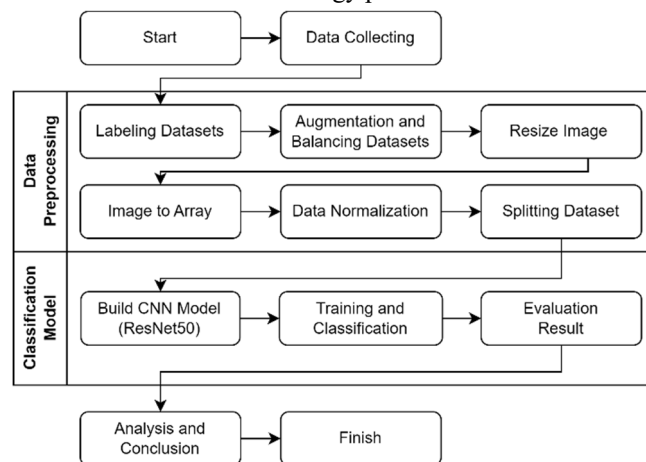 Start
Data Collecting
Data
Preprocessing
Labeling Datasets
Augmentation and
Balancing Datasets
Resize Image
Image to Array
Data Normalization
Splitting Dataset
Classification
Model
Build CNN Model
(ResNet50)
Training and
Classification
Evaluation
Result
Analysis and
Conclusion
Finish